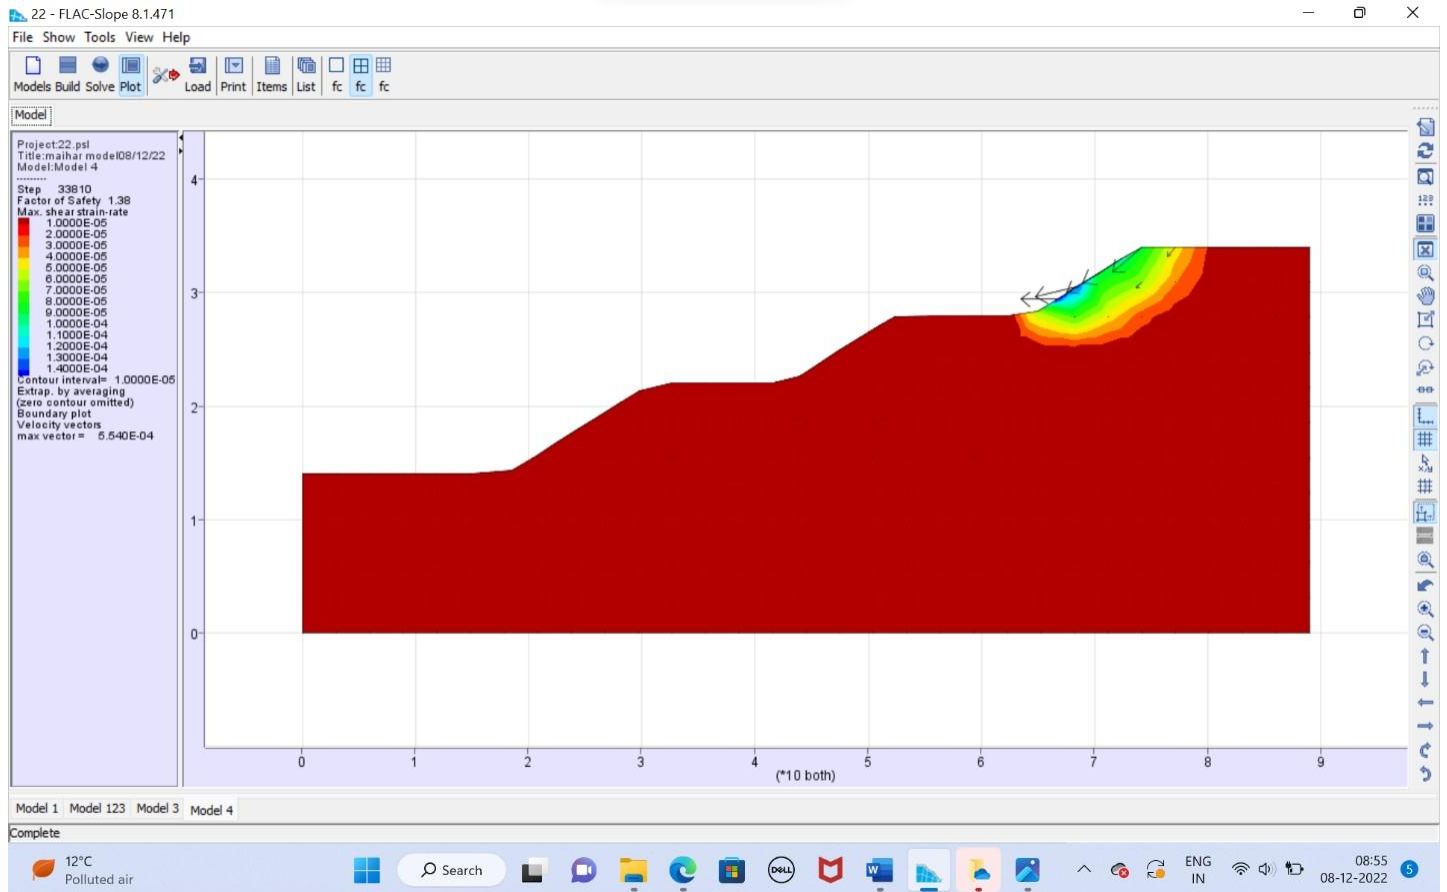 22 - FLAC-Slope 8.1.471
File Show Tools View Help
Models Build Solve Plot Load Print Items List fc fc fc
Model
Project:22.psl
Title:maihar model08/12/22
Model:Model 4
---------
Step 33810
Factor of Safety 1.38
Max. shear strain-rate
1.0000E-05
2.0000E-05
3.0000E-05
4.0000E-05
5.0000E-05
6.0000E-05
7.0000E-05
8.0000E-05
9.0000E-05
1.0000E-04
1.1000E-04
1.2000E-04
1.3000E-04
1.4000E-04
Contour interval= 1.0000E-05
Extrap. by averaging
(zero contour omitted)
Boundary plot
Velocity vectors
max vector = 5.540E-04
4
3
2
1
0
0 1 2 3 4 5 6 7 8 9
(*10 both)
123
x,y
Model 1 Model 123 Model 3 Model 4
Complete
12°C
Polluted air
Search
DELL
W
ENG
IN
08:55
08-12-2022
5